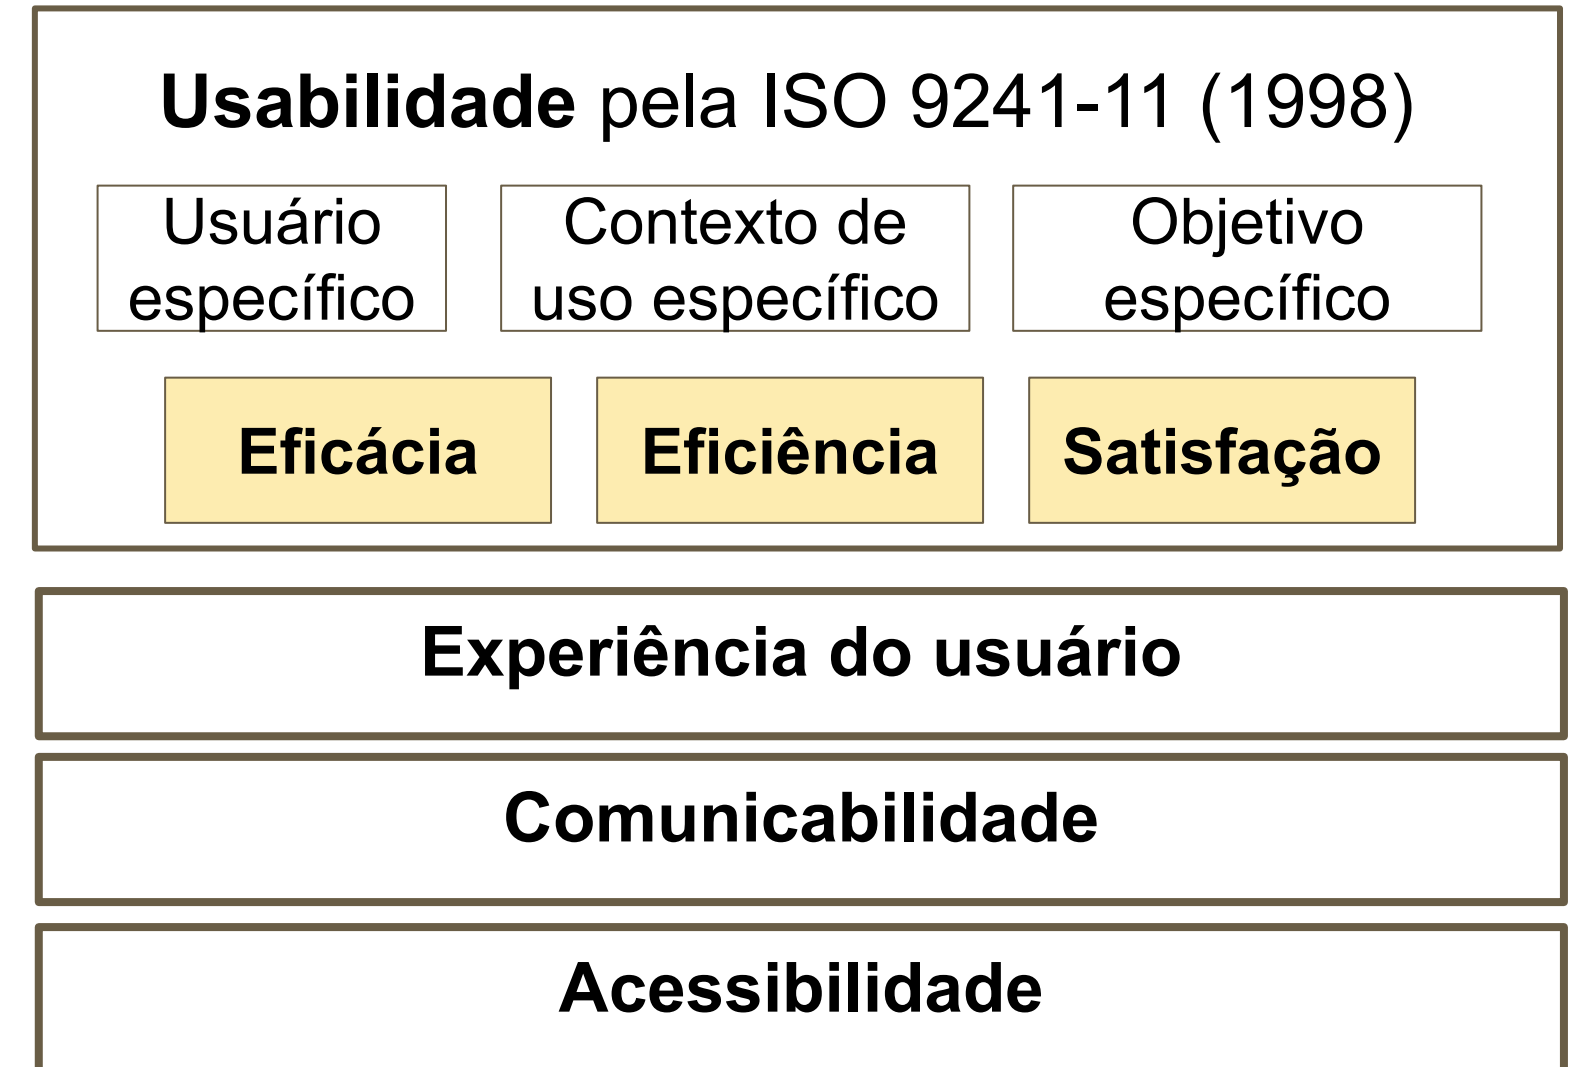 Usabilidade pela ISO 9241-11 (1998)
Usuário
específico
Contexto de
uso específico
Objetivo
específico
Eficácia
Eficiência
Satisfação
Experiência do usuário
Comunicabilidade
Acessibilidade